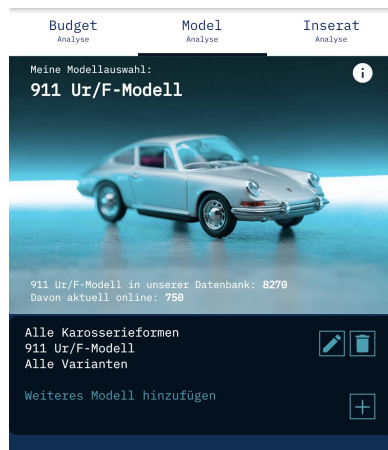 Budget
Analyse
Model
Analyse
Inserat
Analyse
Meine Modellauswahl:
911 Ur/F-Modell
911 Ur/F-Modell in unserer Datenbank: 8270
Davon aktuell online: 750
Alle Karosserieformen
911 Ur/F-Modell
Alle Varianten
Weiteres Modell hinzufügen